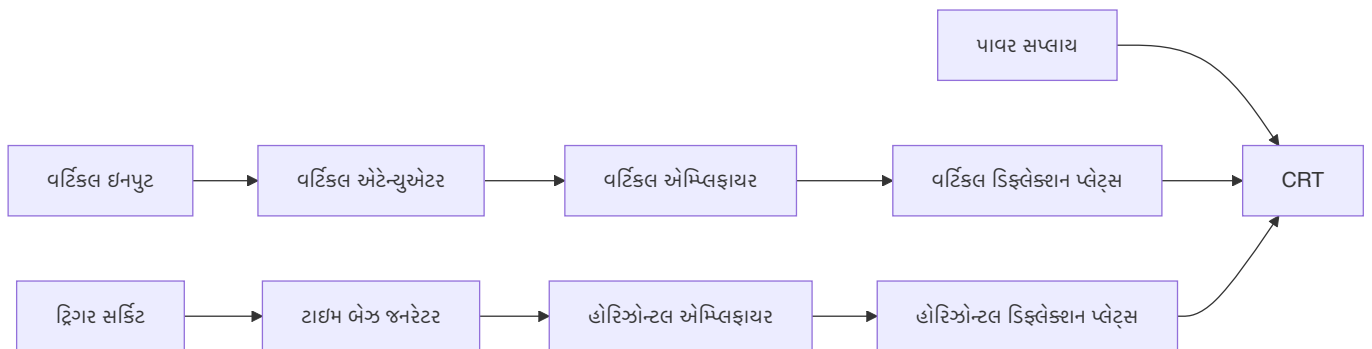 પાવર સપ્લાય
વર્ટિકલ ઇનપુટ
વર્ટિકલ એટેન્યુએટર
વર્ટિકલ એમ્પ્લિફાયર
વર્ટિકલ ડિફ્લેક્શન પ્લેટ્સ
CRT
ટ્રિગર સર્કિટ
ટાઇમ બેઝ જનરેટર
હોરિઝોન્ટલ એમ્પ્લિફાયર
હોરિઝોન્ટલ ડિફ્લેક્શન પ્લેટ્સ